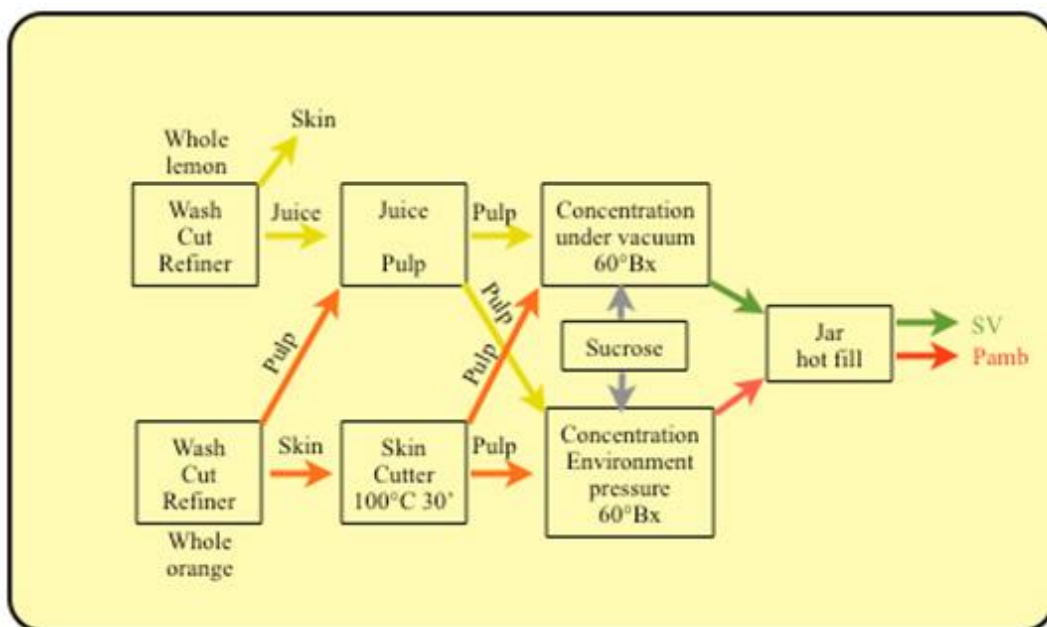 Skin
Whole
lemon
Wash
Cut
Refiner
Juice
Juice
Pulp
Pulp
Concentration
under vacuum
60°Bx
Pulp
Pulp
Pulp
Sucrose
Jar
hot fill
SV
Pamb
Wash
Cut
Refiner
Whole
orange
Skin
Skin
Cutter
100°C 30'
Pulp
Concentration
Environment
pressure
60°Bx